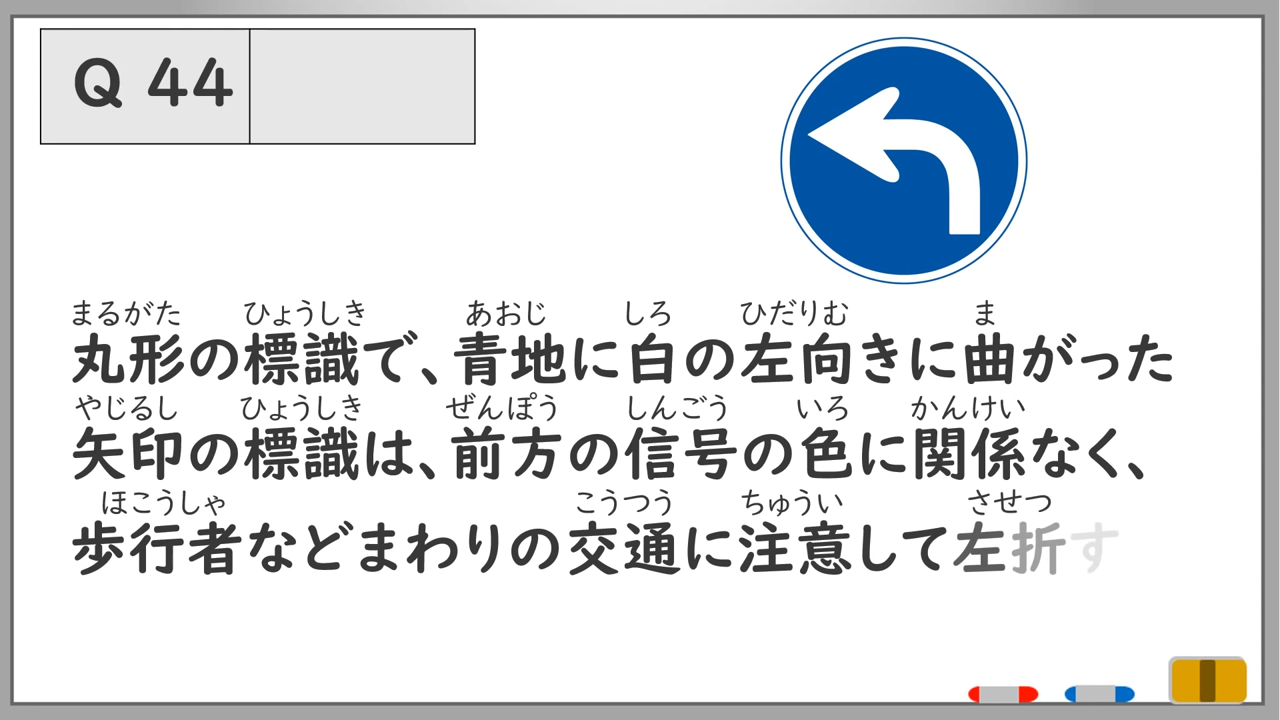 Q 44
まるがた ひょうしき あおじ しろ ひだりむ ま
丸形の標識で、青地に白の左向きに曲がった
やじるし ひょうしき ぜんぽう しんごう いろ かんけい
矢印の標識は、前方の信号の色に関係なく、
ほこうしゃ こうつう ちゅうい させつ
歩行者などまわりの交通に注意して左折す